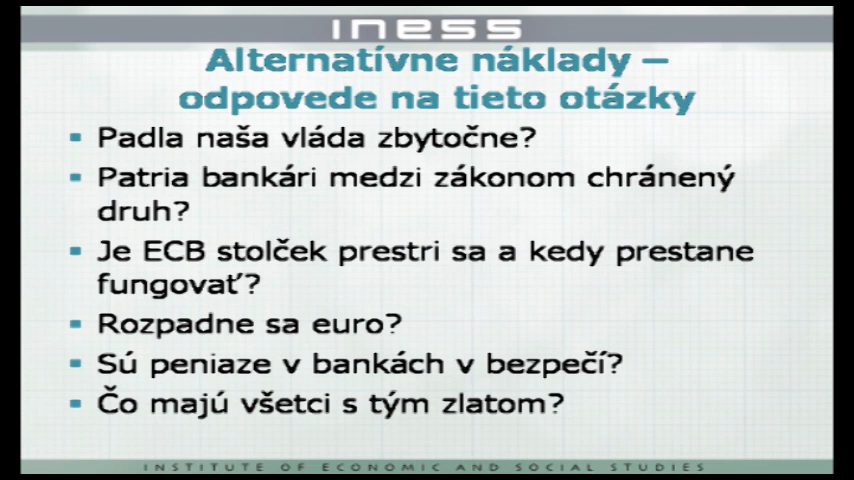 iness
Alternatívne náklady –
odpovede na tieto otázky
Padla naša vláda zbytočne?
Patria bankári medzi zákonom chránený
druh?
Je ECB stolček prestri sa a kedy prestane
fungovať?
Rozpadne sa euro?
Sú peniaze v bankách v bezpečí?
Čo majú všetci s tým zlatom?
INSTITUTE OF ECONOMIC AND SOCIAL STUDIES